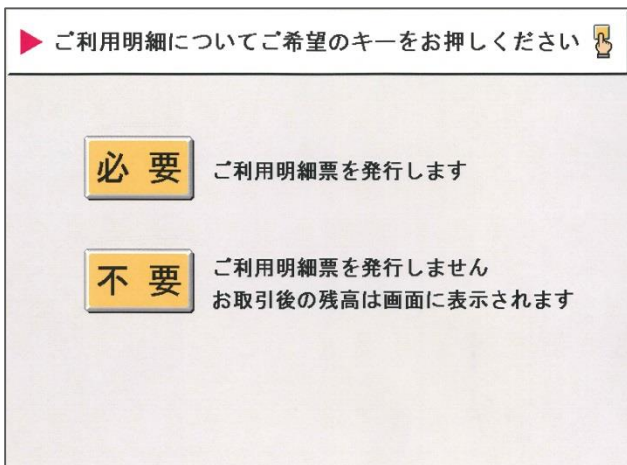 ご利用明細についてご希望のキーをお押しください
必要
ご利用明細票を発行します
不要
ご利用明細票を発行しません
お取引後の残高は画面に表示されます